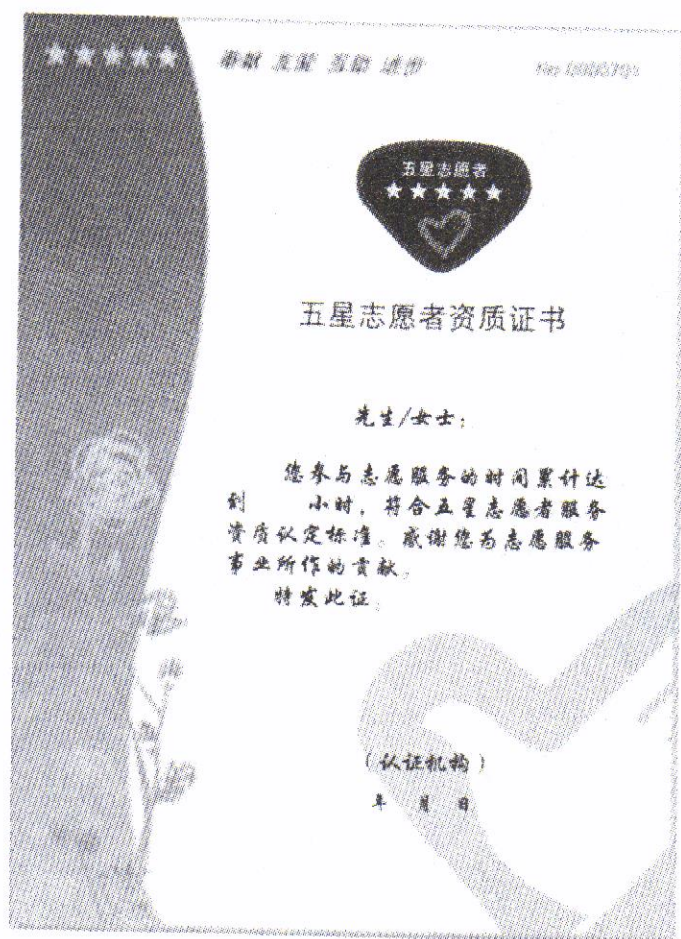 奉献 友爱 互助 进步
五星志愿者
五星志愿者资质证书
先生/女士：
您参与志愿服务的时间累计达
到 小时，符合五星志愿者服务
资质认定标准。感谢您为志愿服务
事业所作的贡献。
特发此证。
（认证机构）
年 月 日